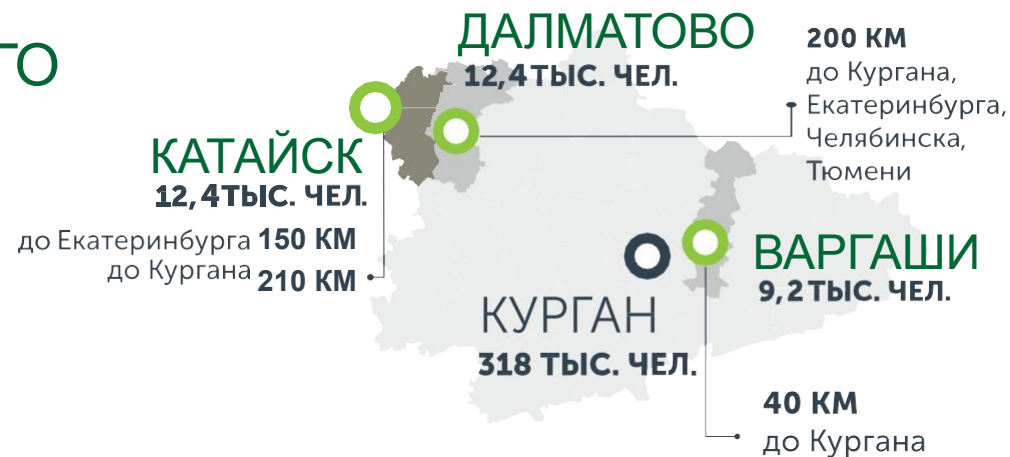 ГО
ДАЛМАТОВО
12,4 ТЫС. ЧЕЛ.
200 КМ
до Кургана,
Екатеринбурга,
Челябинска,
Тюмени
КАТАЙСК
12,4 ТЫС. ЧЕЛ.
до Екатеринбурга 150 КМ
до Кургана 210 КМ
ВАРГАШИ
9,2 ТЫС. ЧЕЛ.
КУРГАН
318 ТЫС. ЧЕЛ.
40 КМ
до Кургана